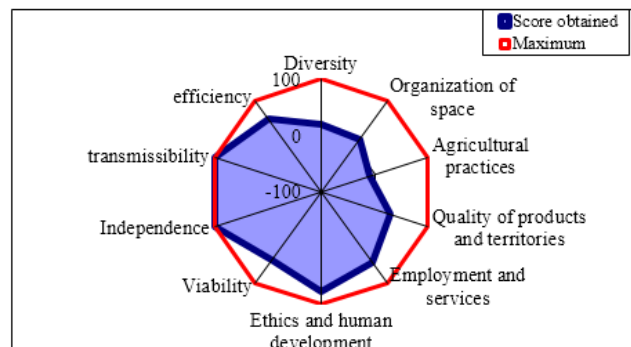 Score obtained
Maximum
Diversity
100
efficiency
Organization of
space
0
transmissibility
Agricultural
practices
-100
Independence
Quality of products
and territories
Viability
Employment and
services
Ethics and human
development